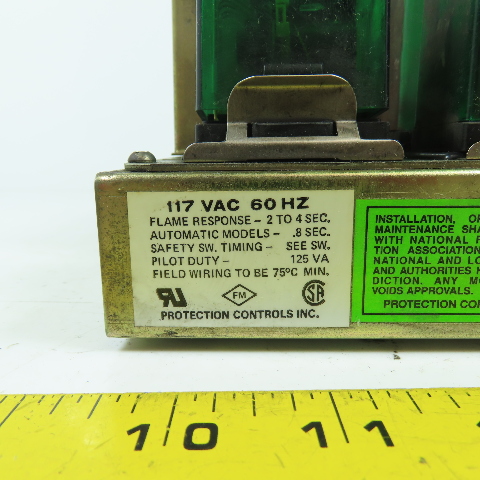 117 VAC 60 HZ
FLAME RESPONSE – 2 TO 4 SEC.
AUTOMATIC MODELS – .8 SEC.
SAFETY SW. TIMING – SEE SW.
PILOT DUTY – 125 VA
FIELD WIRING TO BE 75ºC MIN.
FM
PROTECTION CONTROLS INC.
INSTALLATION,
MAINTENANCE
WITH NATIONAL
TION ASSOCIATION
NATIONAL AND
AND AUTHORITIES
DICTION. ANY
VOIDS APPROVALS.
PROTECTION
10 1 11